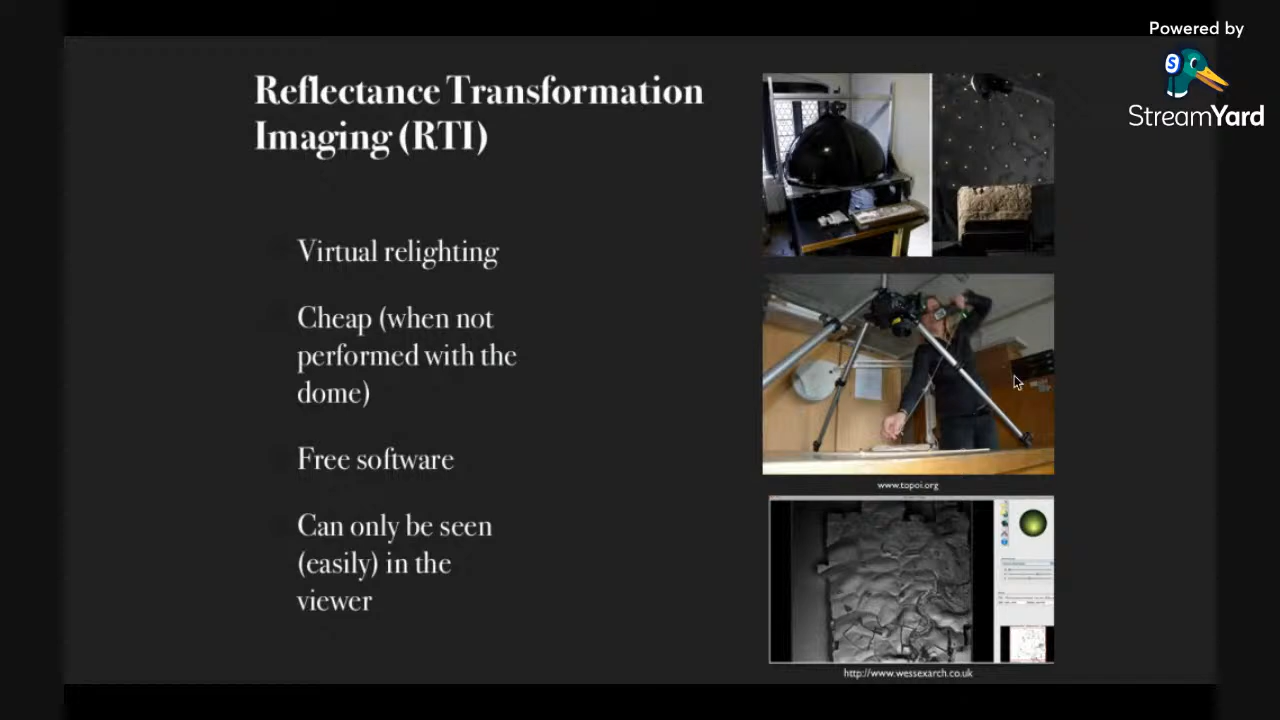 Powered by
S
StreamYard
Reflectance Transformation
Imaging (RTI)
Virtual relighting
Cheap (when not
performed with the
dome)
Free software
Can only be seen
(easily) in the
viewer
www.topoi.org
http://www.wessexarch.co.uk